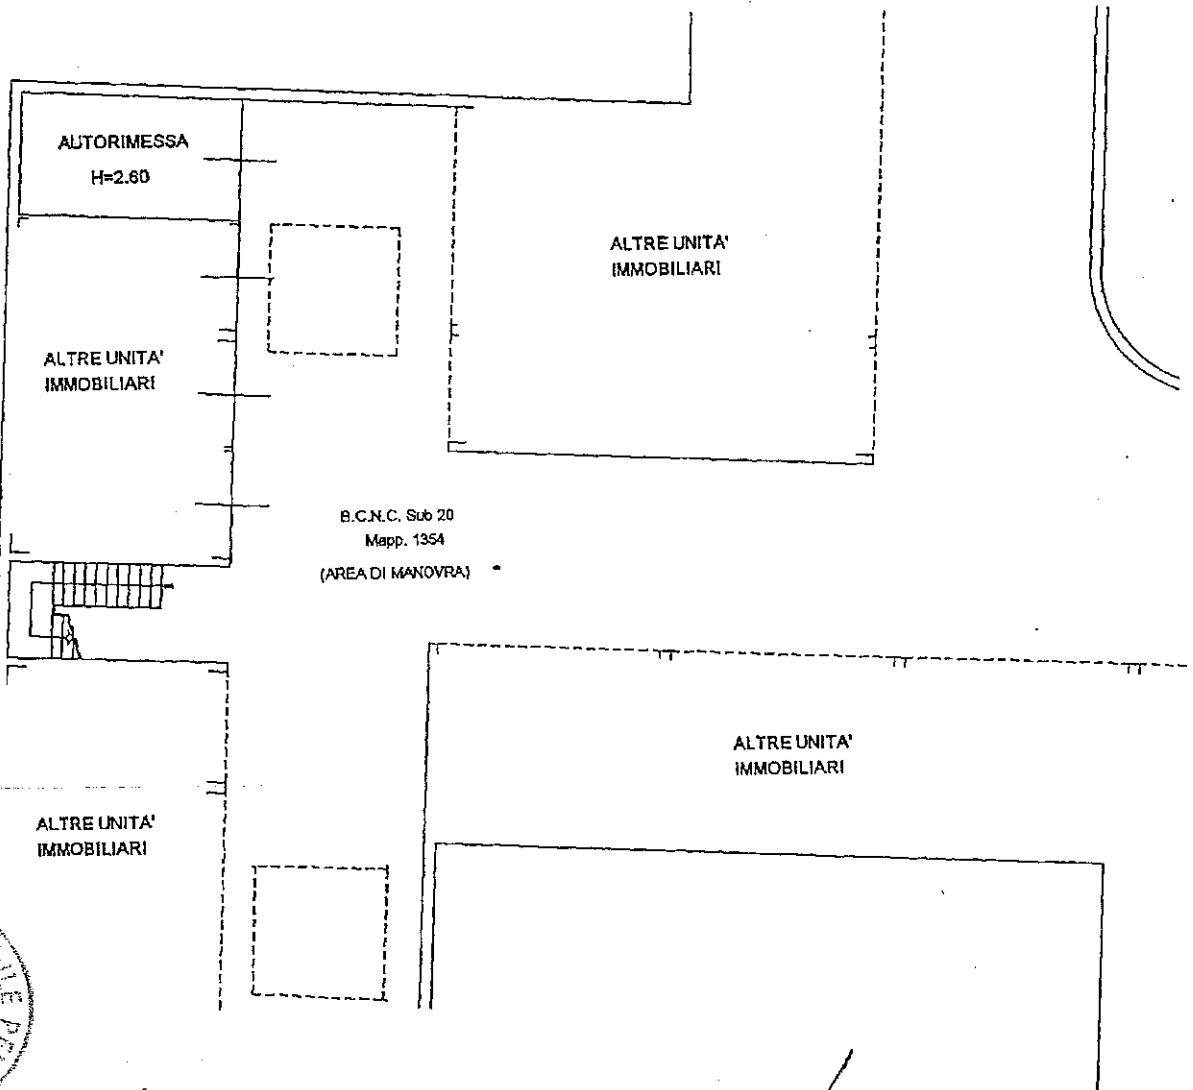 AUTORIMESSA
H=2.60
ALTRE UNITA'
IMMOBILIARI
ALTRE UNITA'
IMMOBILIARI
B.C.N.C. Sub 20
Mapp. 1354
(AREA DI MANOVRA)
ALTRE UNITA'
IMMOBILIARI
ALTRE UNITA'
IMMOBILIARI